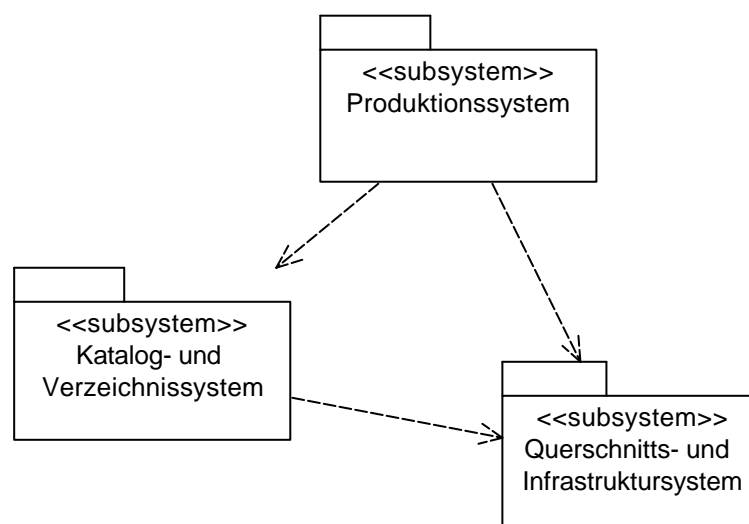 <<subsystem>>
Produktionssystem
<<subsystem>>
Katalog- und
Verzeichnissystem
<<subsystem>>
Querschnitts- und
Infrastruktursystem